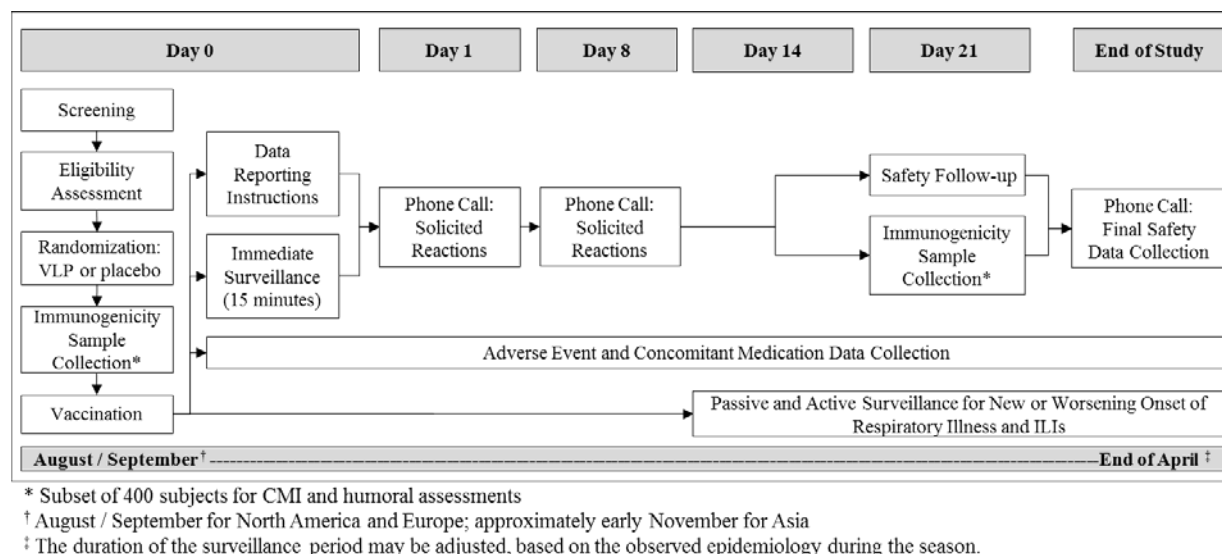 Day 0
Day 1
Day 8
Day 14
Day 21
End of Study
Screening
Eligibility
Assessment
Randomization:
VLP or placebo
Immunogenicity
Sample
Collection*
Vaccination
Data
Reporting
Instructions
Immediate
Surveillance
(15 minutes)
Phone Call:
Solicited
Reactions
Phone Call:
Solicited
Reactions
Safety Follow-up
Immunogenicity
Sample
Collection*
Phone Call:
Final Safety
Data Collection
Adverse Event and Concomitant Medication Data Collection
Passive and Active Surveillance for New or Worsening Onset of
Respiratory Illness and ILIs
August / September† End of April ‡
* Subset of 400 subjects for CMI and humoral assessments
† August / September for North America and Europe; approximately early November for Asia
‡ The duration of the surveillance period may be adjusted, based on the observed epidemiology during the season.